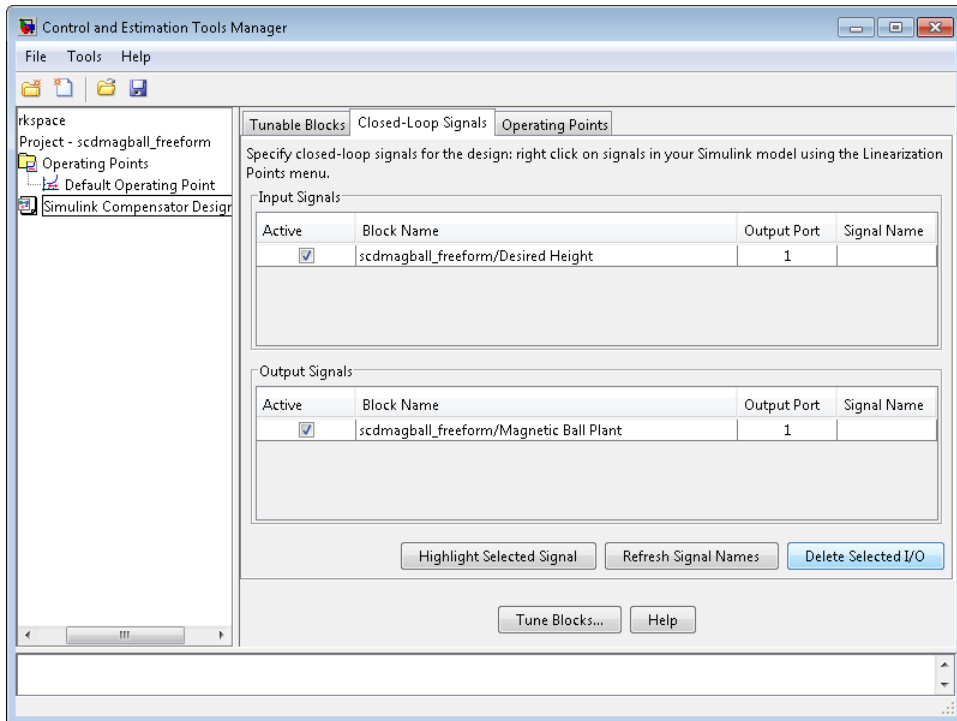 Control and Estimation Tools Manager
File Tools Help
rkspace
Project - scdmagball_freeform
Operating Points
Default Operating Point
Simulink Compensator Desigr
Tunable Blocks Closed-Loop Signals Operating Points
Specify closed-loop signals for the design: right click on signals in your Simulink model using the Linearization
Points menu.
Input Signals
Active Block Name Output Port Signal Name
scdmagball_freeform/Desired Height 1
Output Signals
Active Block Name Output Port Signal Name
scdmagball_freeform/Magnetic Ball Plant 1
Highlight Selected Signal Refresh Signal Names Delete Selected I/O
Tune Blocks... Help